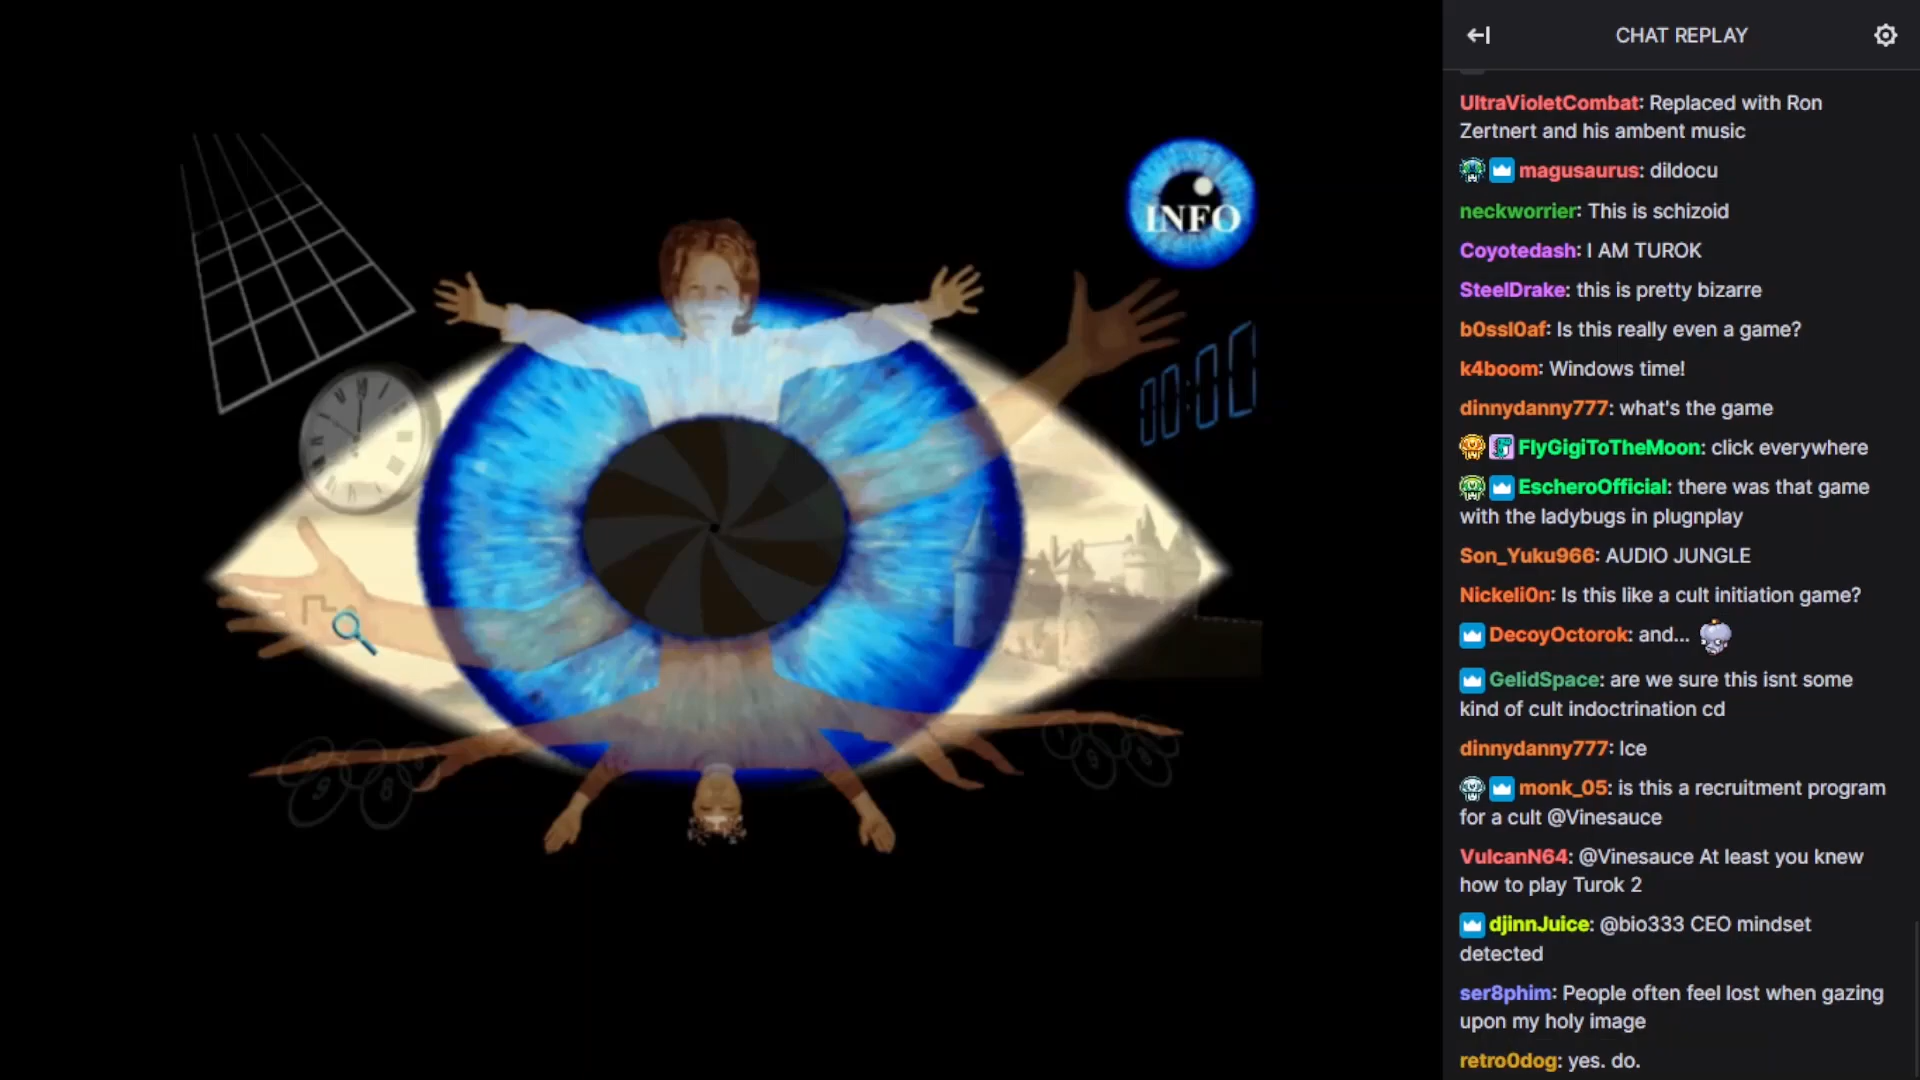 INFO
00:00
CHAT REPLAY
UltraVioletCombat: Replaced with Ron
Zertnert and his ambent music
magusaurus: dildocu
neckworrier: This is schizoid
Coyotedash: I AM TUROK
SteelDrake: this is pretty bizarre
b0ssl0af: Is this really even a game?
k4boom: Windows time!
dinnydanny777: what's the game
FlyGigiToTheMoon: click everywhere
EscheroOfficial: there was that game
with the ladybugs in plugnplay
Son_Yuku966: AUDIO JUNGLE
Nickeli0n: Is this like a cult initiation game?
DecoyOctorok: and...
GelidSpace: are we sure this isnt some
kind of cult indoctrination cd
dinnydanny777: Ice
monk_05: is this a recruitment program
for a cult @Vinesauce
VulcanN64: @Vinesauce At least you knew
how to play Turok 2
djinnJuice: @bio333 CEO mindset
detected
ser8phim: People often feel lost when gazing
upon my holy image
retro0dog: yes. do.